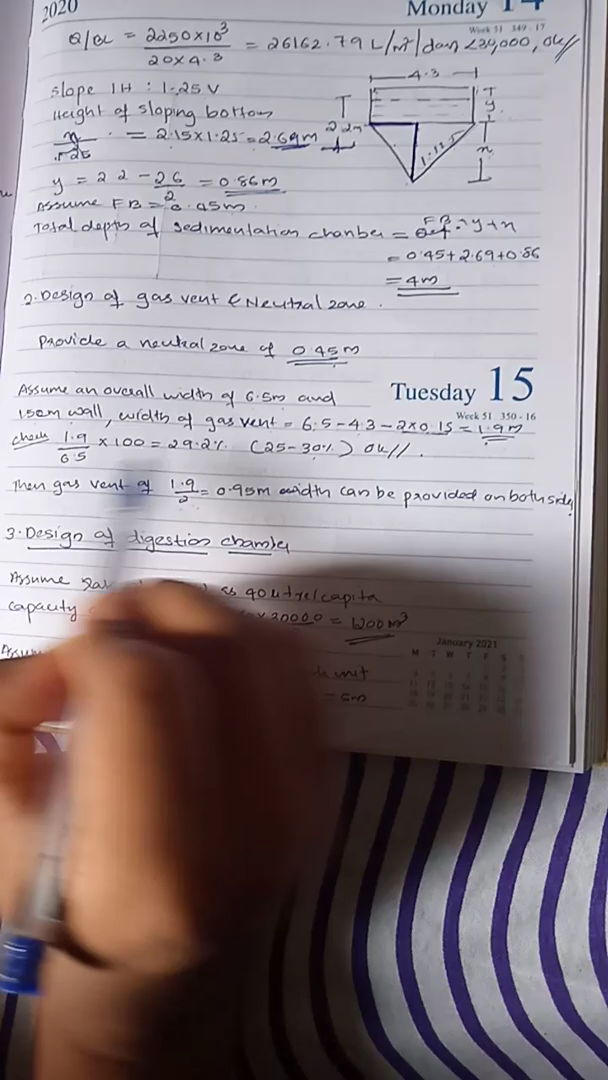 2020
Monday 14
Week 51 349-17
Q/BL = 2250×10³ / 20×4.3 = 26162.79 L/m²/day <30,000, OK//
4.3
Slope 1H : 1.25V
Height of sloping bottom
x / 1.25 = 2.15×1.25 = 2.69m
y
x
y = 22 - 26 / 2 = 0.86m
Assume FB = 0.45m
Total depth of sedimentation chamber = FB + y + x
= 0.45+2.69+0.86
= 4m
2. Design of gas vent & Neutral zone.
Provide a neutral zone of 0.45m
Tuesday 15
Week 51 350-16
Assume an overall width of 6.5m and
15cm wall, width of gas vent = 6.5-4.3-2×0.15 = 1.9m
Check 1.9 / 6.5 ×100 = 29.2% (25-30%) OK//.
Then gas vent of 1.9/2 = 0.95m width can be provided on both side
3. Design of digestion chamber
Assume as 40 litre/capita
capacity ×30000 = 1200m³
January 2021
M T W T F S S
unit
= 6m